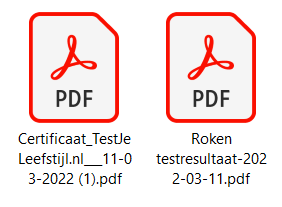 PDF
Certificaat_TestJe
Leefstijl.nl___11-0
3-2022 (1).pdf
PDF
Roken
testresultaat-202
2-03-11.pdf